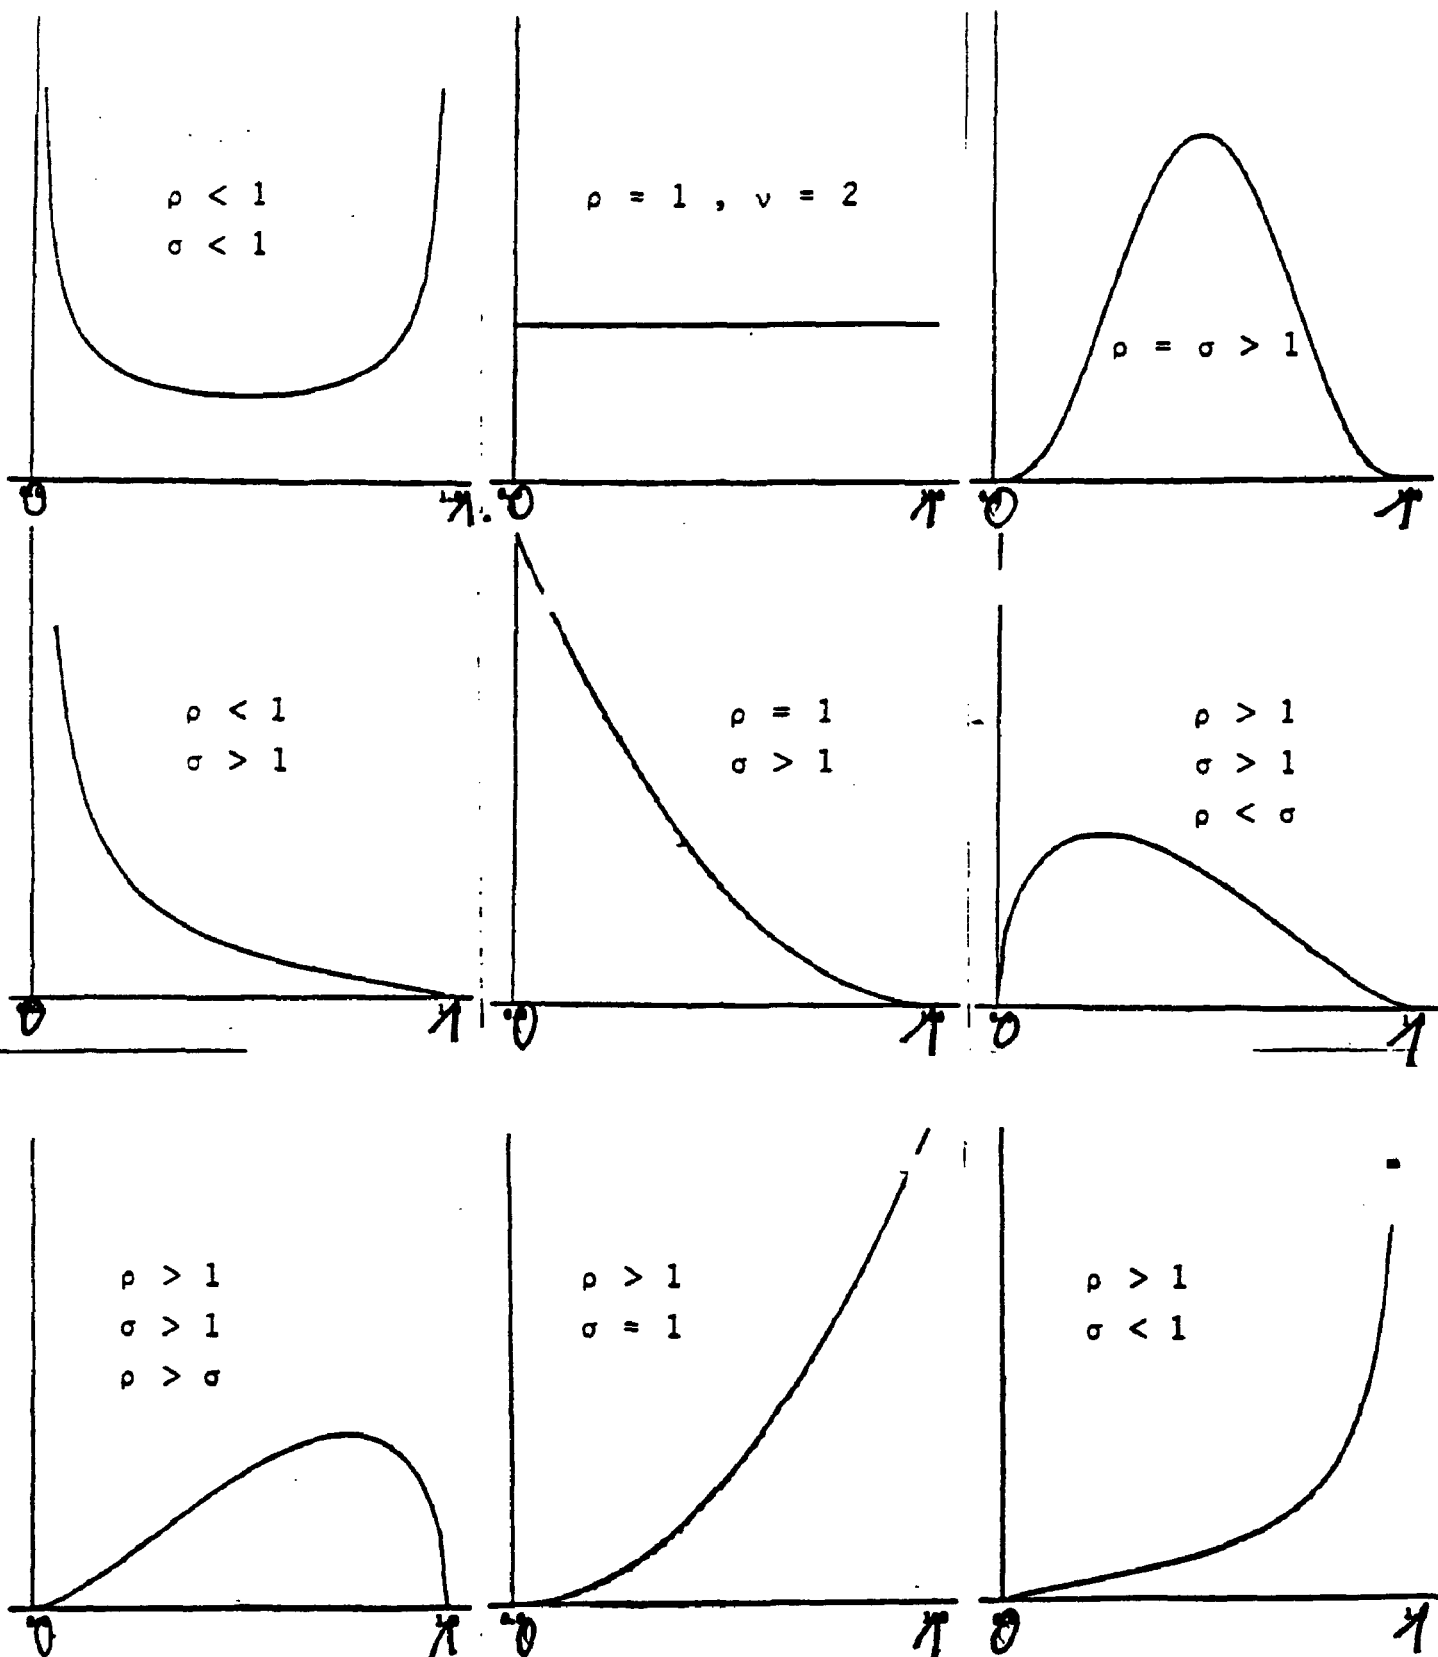 ρ < 1
σ < 1
ρ = 1 , ν = 2
ρ = σ > 1
0
1
0
1
0
1
ρ < 1
σ > 1
ρ = 1
σ > 1
ρ > 1
σ > 1
ρ < σ
0
1
0
1
0
1
ρ > 1
σ > 1
ρ > σ
ρ > 1
σ = 1
ρ > 1
σ < 1
0
1
0
1
0
1